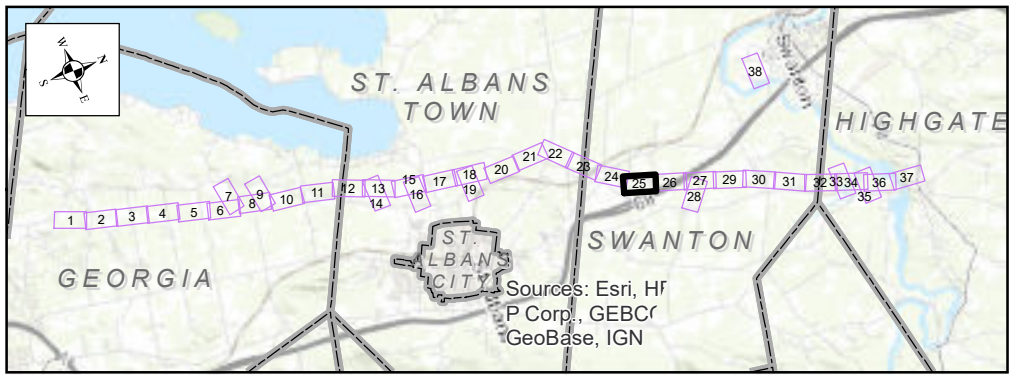 W
N
S
E
ST. ALBANS
TOWN
38
Swanton
HIGHGATE
21 22
20 23
15 17 18 24
7 9 11 12 13 16 19 25 26 27 29 30 31 32 33 34 36 37
1 2 3 4 5 6 8 10 14 28 35
ST.
ALBANS
CITY
SWANTON
GEORGIA
Sources: Esri, HE
P Corp., GEBCO
GeoBase, IGN